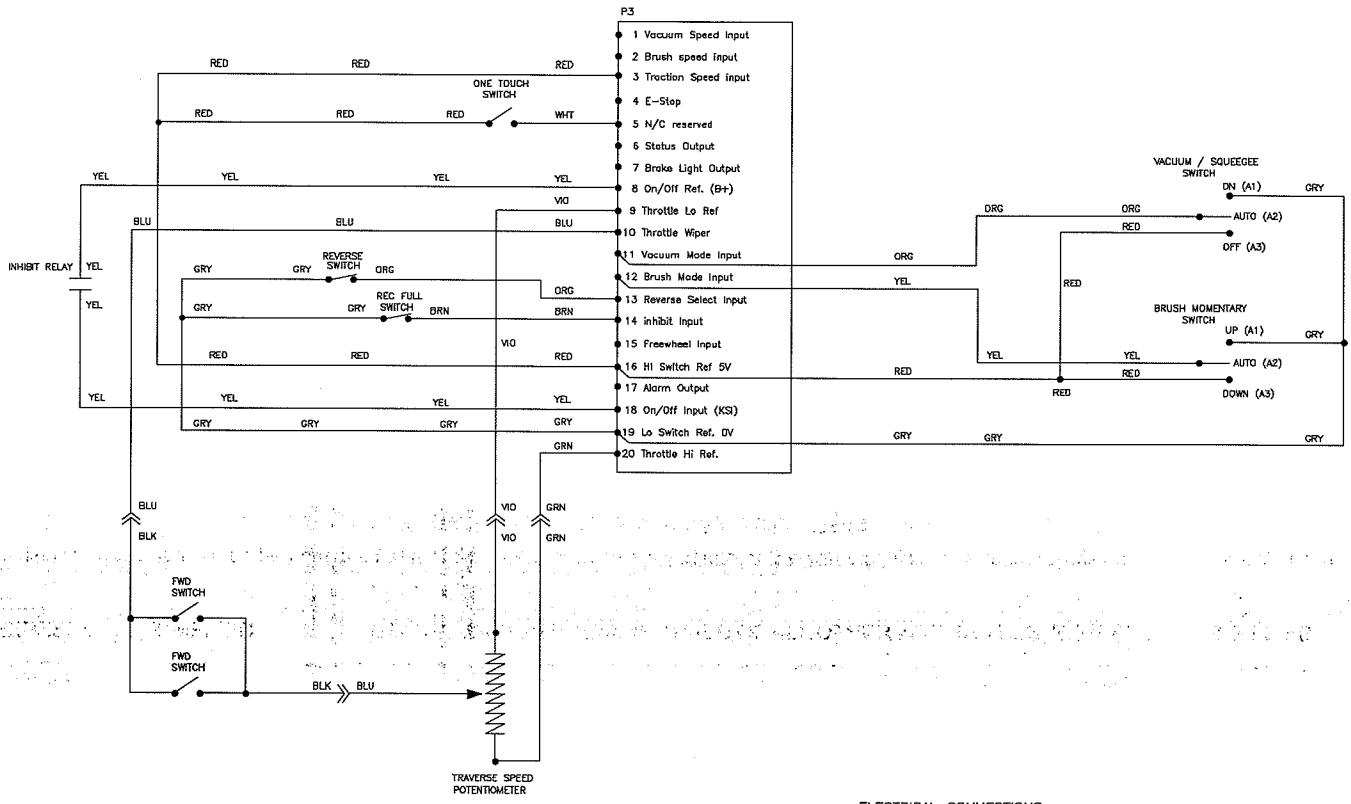 P3
1 Vacuum Speed Input
2 Brush speed Input
3 Traction Speed input
4 E-Stop
5 N/C reserved
6 Status Output
7 Brake Light Output
8 On/Off Ref. (B+)
9 Throttle Lo Ref
10 Throttle Wiper
11 Vacuum Mode Input
12 Brush Mode Input
13 Reverse Select Input
14 inhibit Input
15 Freewheel Input
16 Hi Switch Ref 5V
17 Alarm Output
18 On/Off Input (KSI)
19 Lo Switch Ref. 0V
20 Throttle Hi Ref.
RED RED RED
ONE TOUCH
SWITCH
RED RED RED WHT
YEL YEL YEL YEL
VIO
BLU BLU BLU
INHIBIT RELAY YEL
YEL
REVERSE
SWITCH
GRY GRY ORG
ORG
REC FULL
SWITCH
GRY GRY BRN BRN
VIO
RED RED RED
YEL YEL YEL YEL
GRY GRY GRY GRY
GRN
BLU VIO GRN
BLK VIO GRN
FWD
SWITCH
FWD
SWITCH
BLK BLU
TRAVERSE SPEED
POTENTIOMETER
VACUUM / SQUEEGEE
SWITCH
DN (A1) GRY
ORG ORG AUTO (A2)
RED
OFF (A3)
ORG
YEL
RED
BRUSH MOMENTARY
SWITCH
UP (A1) GRY
YEL YEL AUTO (A2)
RED RED
RED DOWN (A3)
GRY GRY GRY